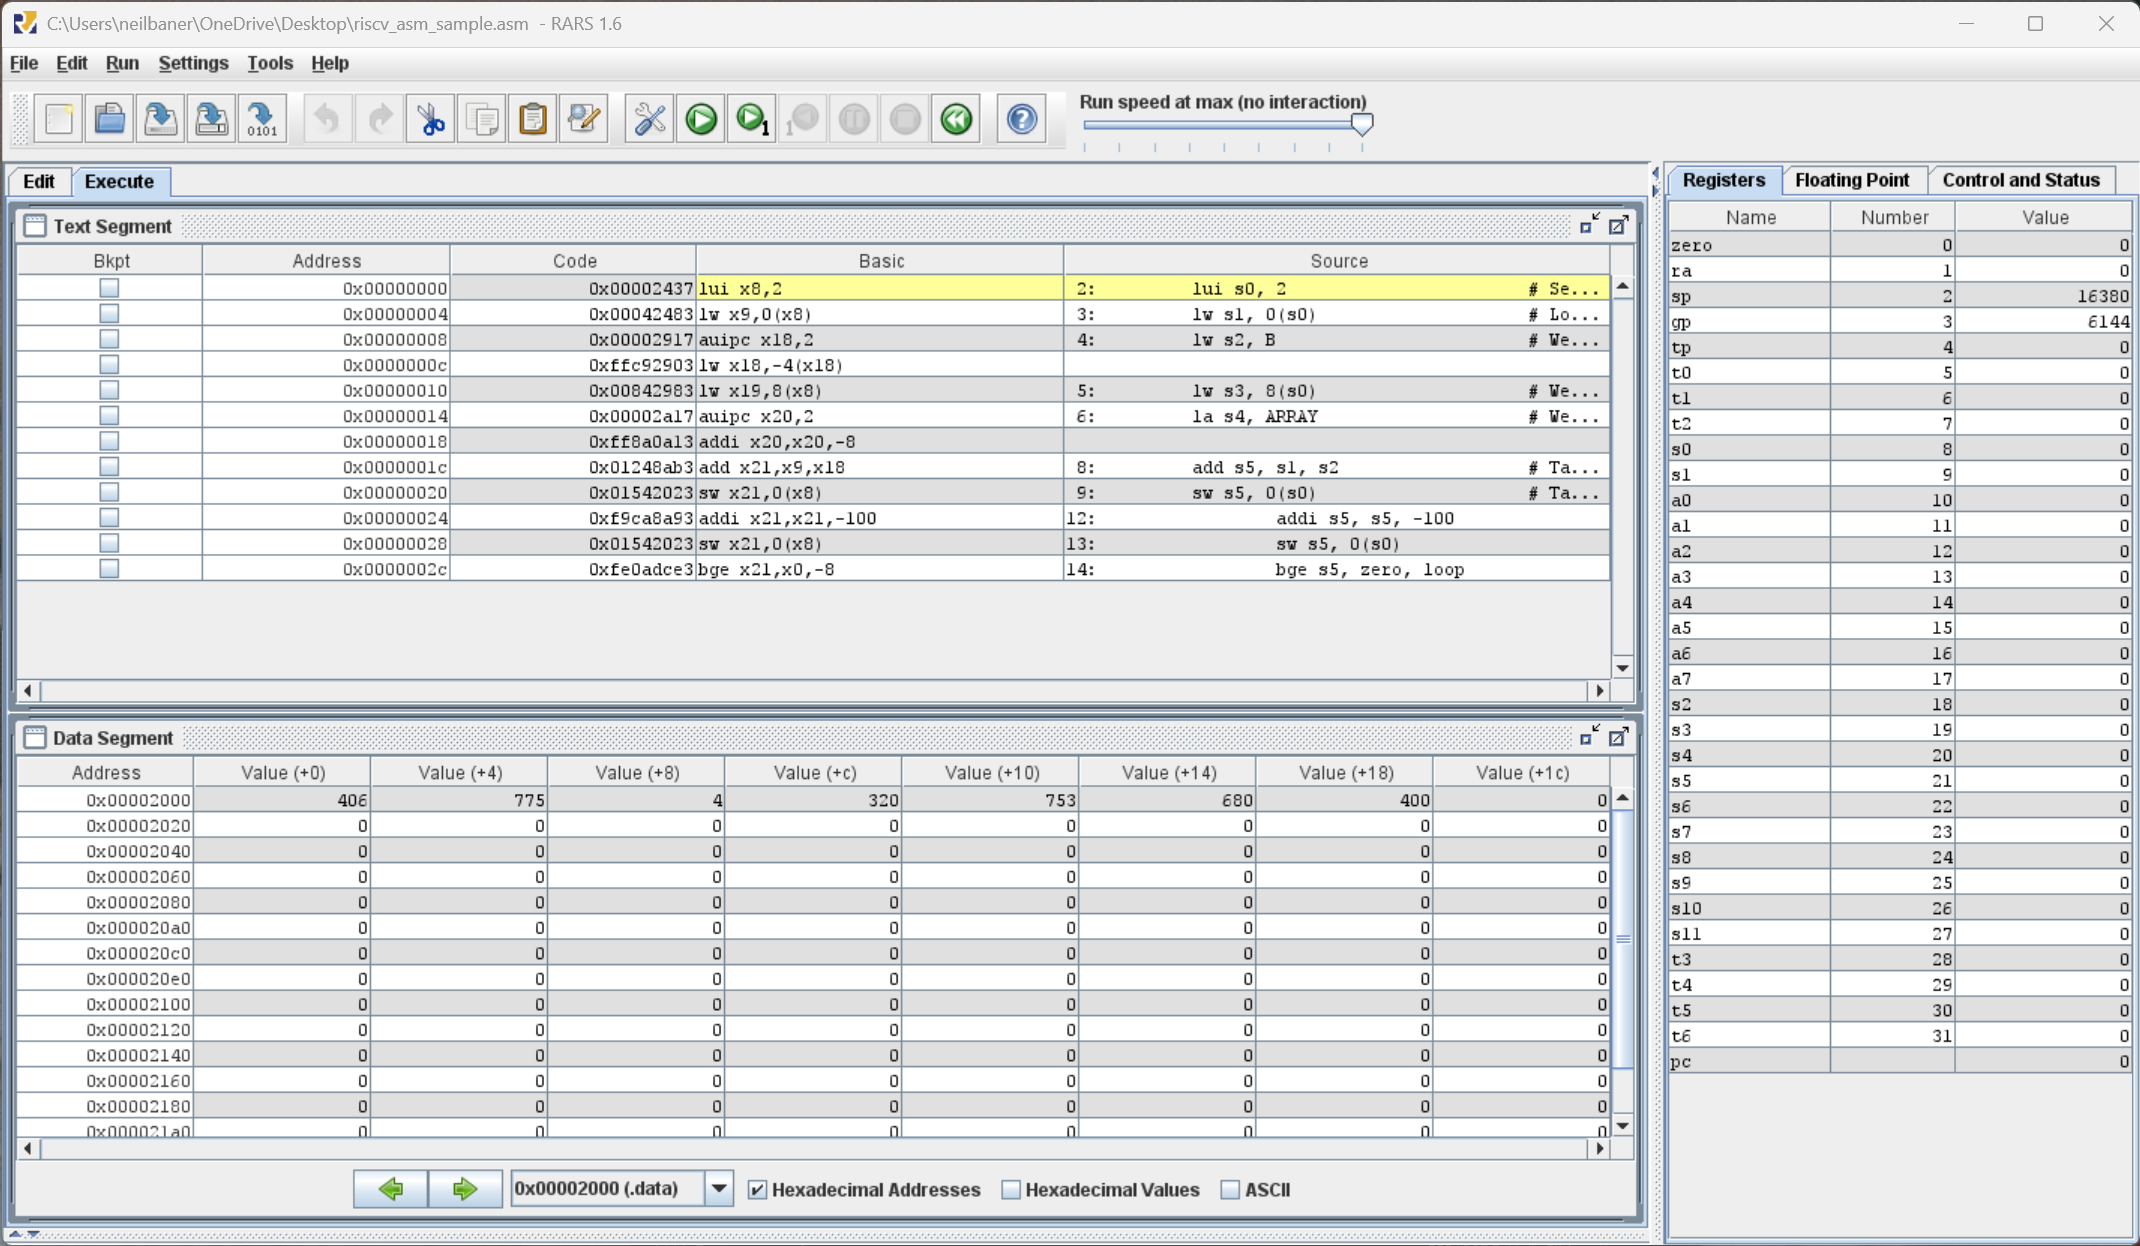 C:\Users\neilbaner\OneDrive\Desktop\riscv_asm_sample.asm - RARS 1.6
File Edit Run Settings Tools Help
Run speed at max (no interaction)
0101 1 1
Edit Execute
Text Segment
Bkpt Address Code Basic Source
0x00000000 0x00002437 lui x8,2 2: lui s0, 2 # Se...
0x00000004 0x00042483 lw x9,0(x8) 3: lw s1, 0(s0) # Lo...
0x00000008 0x00002917 auipc x18,2 4: lw s2, B # We...
0x0000000c 0xffc92903 lw x18,-4(x18)
0x00000010 0x00842983 lw x19,8(x8) 5: lw s3, 8(s0) # We...
0x00000014 0x00002a17 auipc x20,2 6: la s4, ARRAY # We...
0x00000018 0xff8a0a13 addi x20,x20,-8
0x0000001c 0x01248ab3 add x21,x9,x18 8: add s5, s1, s2 # Ta...
0x00000020 0x01542023 sw x21,0(x8) 9: sw s5, 0(s0) # Ta...
0x00000024 0xf9ca8a93 addi x21,x21,-100 12: addi s5, s5, -100
0x00000028 0x01542023 sw x21,0(x8) 13: sw s5, 0(s0)
0x0000002c 0xfe0adce3 bge x21,x0,-8 14: bge s5, zero, loop
Data Segment
Address Value (+0) Value (+4) Value (+8) Value (+c) Value (+10) Value (+14) Value (+18) Value (+1c)
0x00002000 406 775 4 320 753 680 400 0
0x00002020 0 0 0 0 0 0 0 0
0x00002040 0 0 0 0 0 0 0 0
0x00002060 0 0 0 0 0 0 0 0
0x00002080 0 0 0 0 0 0 0 0
0x000020a0 0 0 0 0 0 0 0 0
0x000020c0 0 0 0 0 0 0 0 0
0x000020e0 0 0 0 0 0 0 0 0
0x00002100 0 0 0 0 0 0 0 0
0x00002120 0 0 0 0 0 0 0 0
0x00002140 0 0 0 0 0 0 0 0
0x00002160 0 0 0 0 0 0 0 0
0x00002180 0 0 0 0 0 0 0 0
0x000021a0 0 0 0 0 0 0 0 0
0x00002000 (.data) Hexadecimal Addresses Hexadecimal Values ASCII
Registers Floating Point Control and Status
Name Number Value
zero 0 0
ra 1 0
sp 2 16380
gp 3 6144
tp 4 0
t0 5 0
t1 6 0
t2 7 0
s0 8 0
s1 9 0
a0 10 0
a1 11 0
a2 12 0
a3 13 0
a4 14 0
a5 15 0
a6 16 0
a7 17 0
s2 18 0
s3 19 0
s4 20 0
s5 21 0
s6 22 0
s7 23 0
s8 24 0
s9 25 0
s10 26 0
s11 27 0
t3 28 0
t4 29 0
t5 30 0
t6 31 0
pc 0